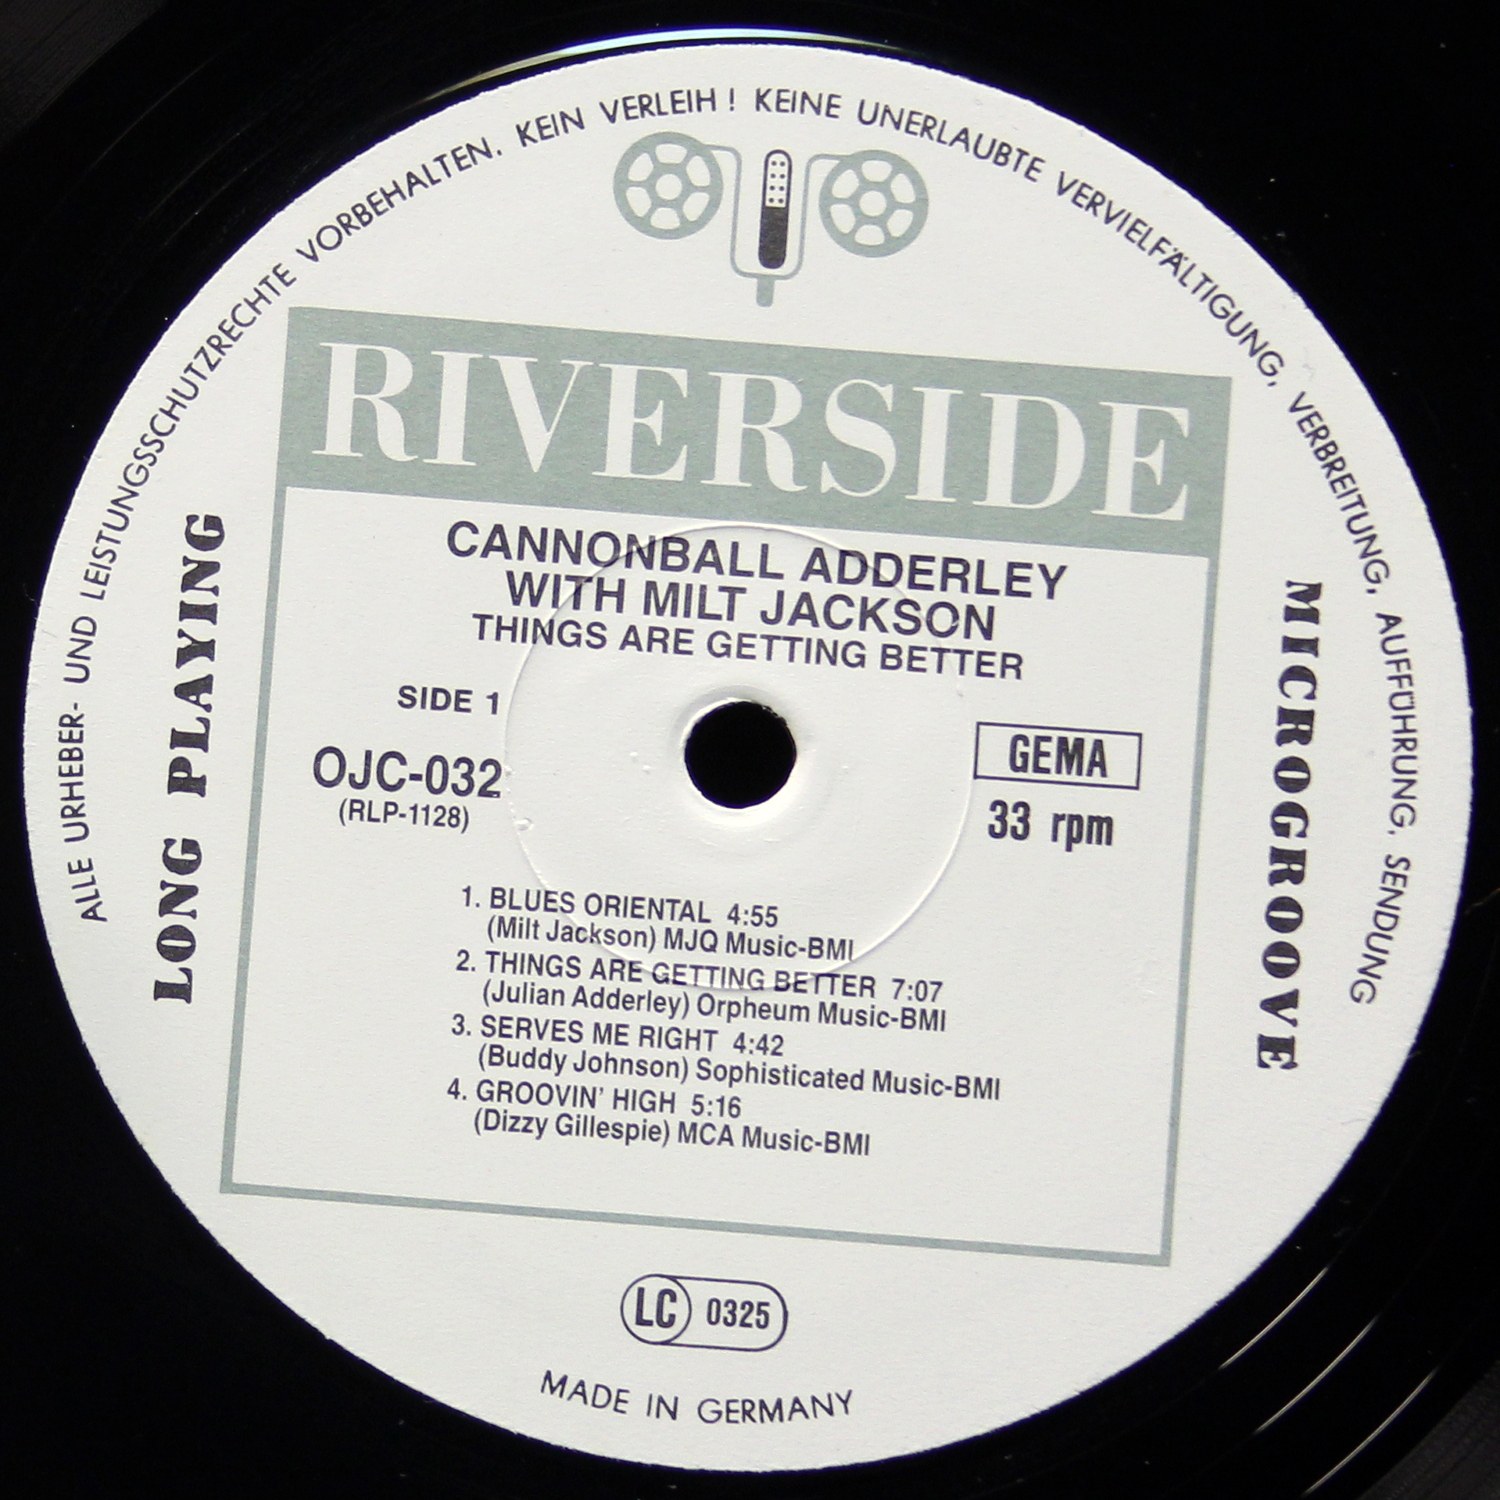 ALLE URHEBER- UND LEISTUNGSSCHUTZRECHTE VORBEHALTEN. KEIN VERLEIH! KEINE UNERLAUBTE VERVIELFÄLTIGUNG, VERBREITUNG, AUFFÜHRUNG, SENDUNG
RIVERSIDE
LONG PLAYING
MICROGROOVE
CANNONBALL ADDERLEY
WITH MILT JACKSON
THINGS ARE GETTING BETTER
SIDE 1
OJC-032
(RLP-1128)
GEMA
33 rpm
1. BLUES ORIENTAL 4:55
(Milt Jackson) MJQ Music-BMI
2. THINGS ARE GETTING BETTER 7:07
(Julian Adderley) Orpheum Music-BMI
3. SERVES ME RIGHT 4:42
(Buddy Johnson) Sophisticated Music-BMI
4. GROOVIN' HIGH 5:16
(Dizzy Gillespie) MCA Music-BMI
LC 0325
MADE IN GERMANY